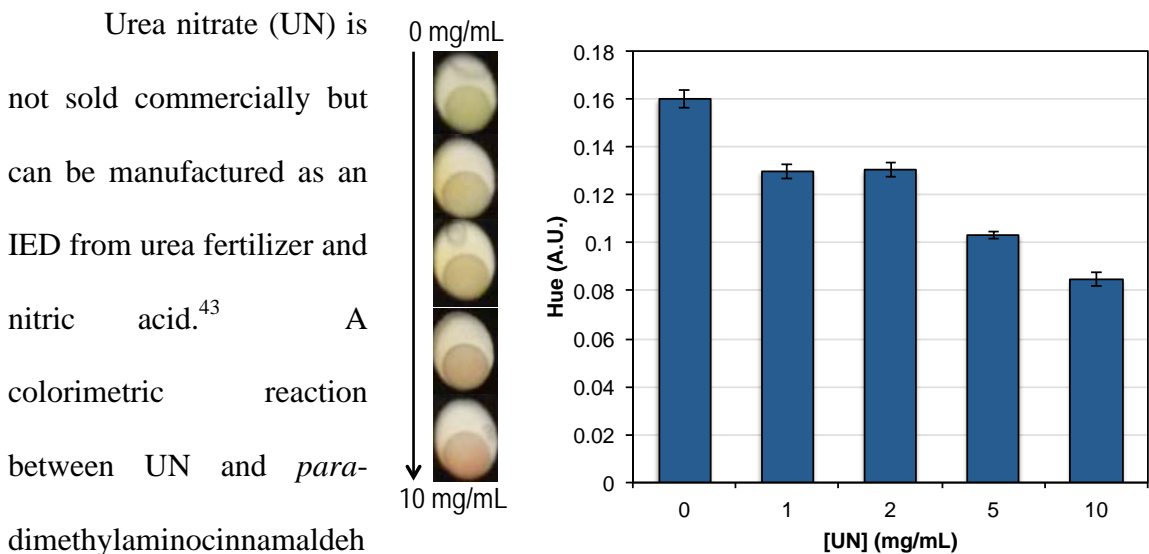 Urea nitrate (UN) is
not sold commercially but
can be manufactured as an
IED from urea fertilizer and
nitric acid.43 A
colorimetric reaction
between UN and para-
dimethylaminocinnamaldeh
0 mg/mL
10 mg/mL
0.18
0.16
0.14
0.12
0.1
0.08
0.06
0.04
0.02
0
Hue (A.U.)
0 1 2 5 10
[UN] (mg/mL)